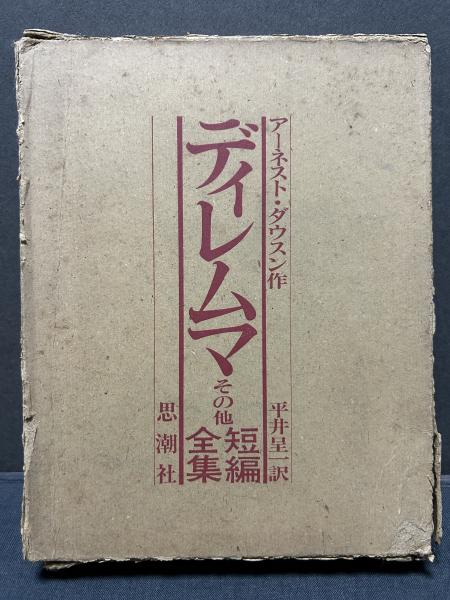 アーネスト・ダウスン作
平井呈一訳
ディレムマ
その他
短編
全集
思潮社